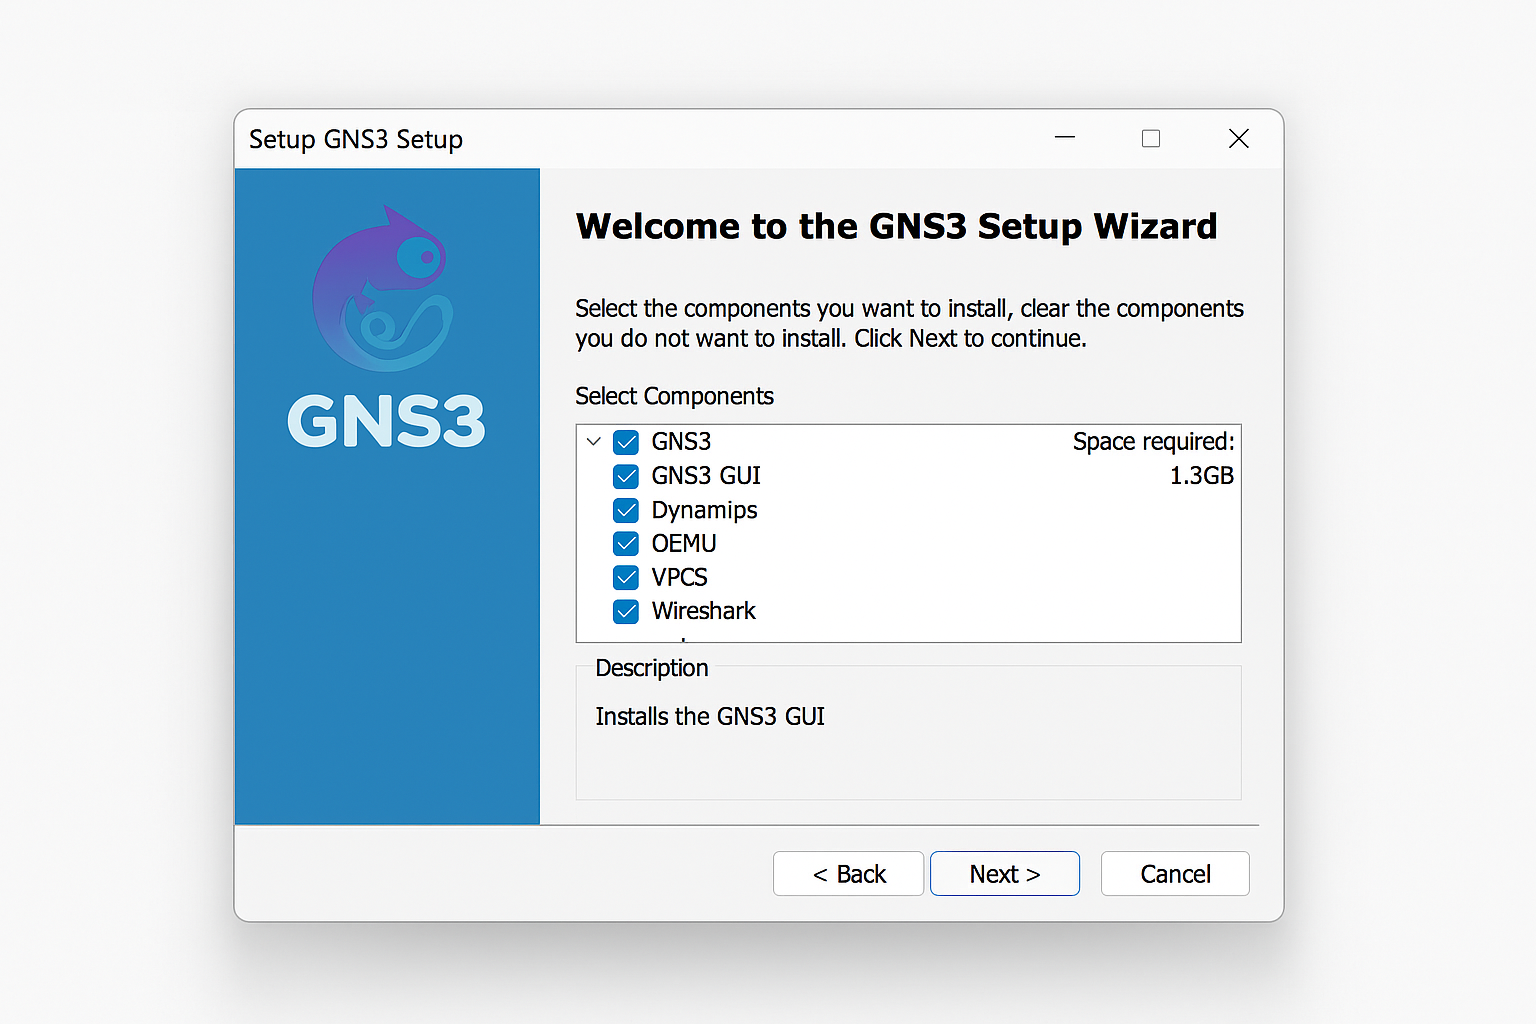 Setup GNS3 Setup
GNS3
Welcome to the GNS3 Setup Wizard
Select the components you want to install, clear the components
you do not want to install. Click Next to continue.
Select Components
GNS3 Space required:
GNS3 GUI 1.3GB
Dynamips
OEMU
VPCS
Wireshark
Description
Installs the GNS3 GUI
< Back Next > Cancel